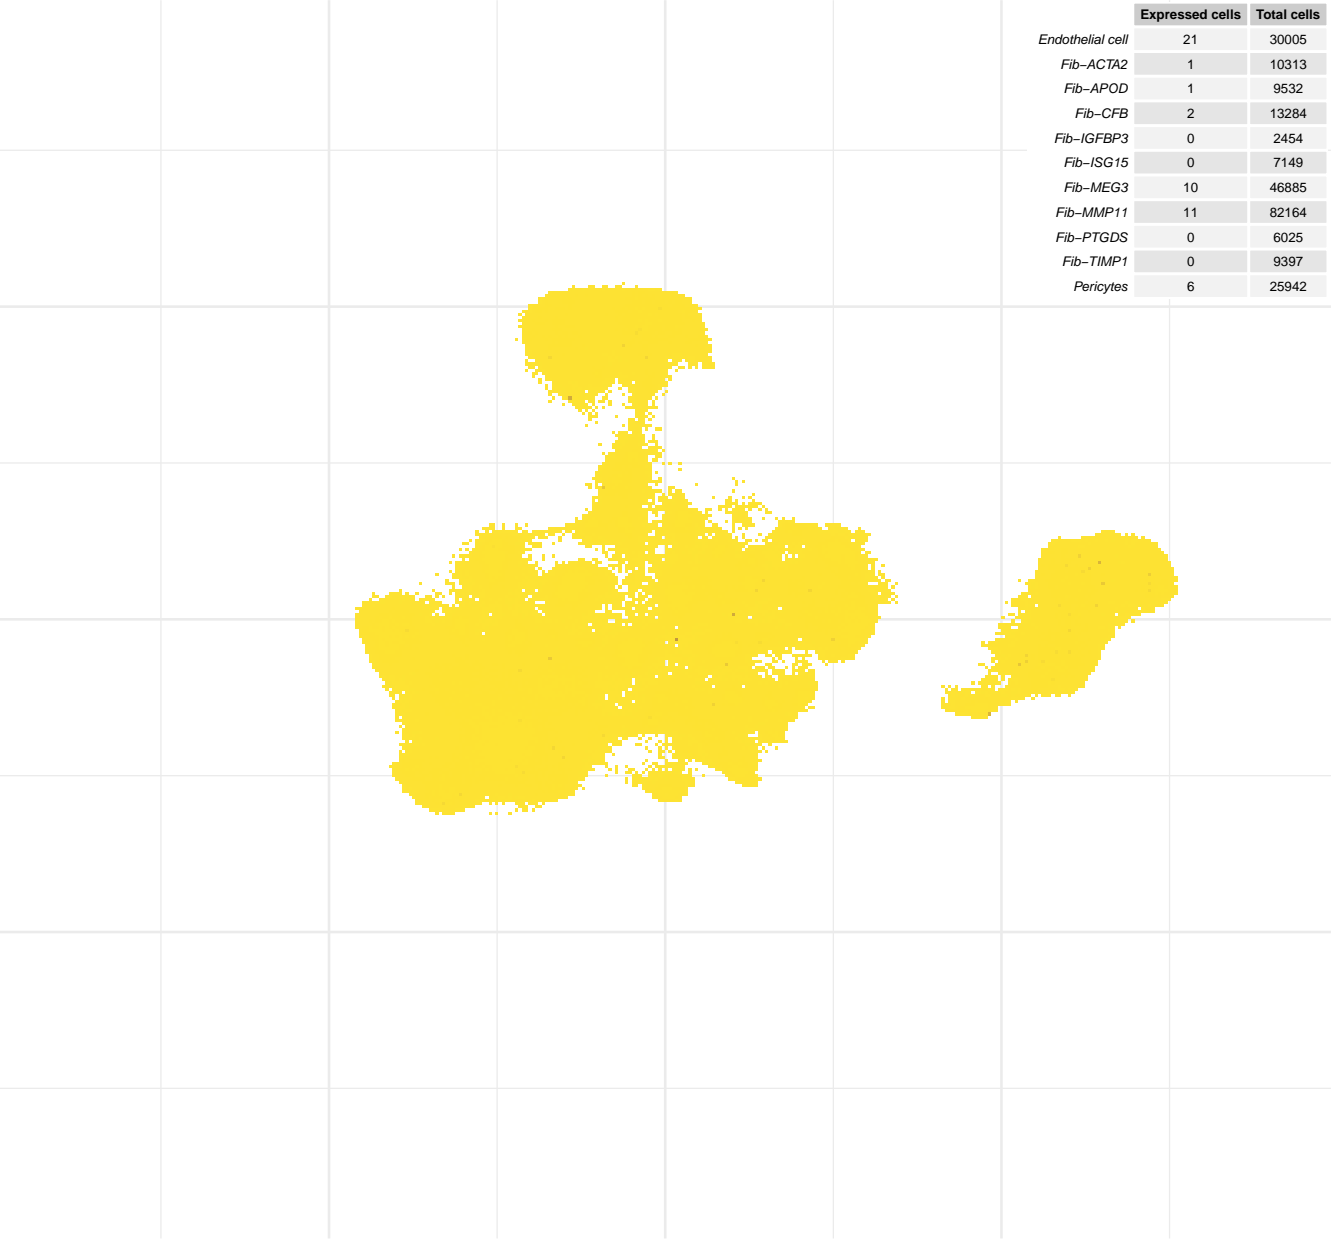 Expressed cells Total cells
Endothelial cell 21 30005
Fib−ACTA2 1 10313
Fib−APOD 1 9532
Fib−CFB 2 13284
Fib−IGFBP3 0 2454
Fib−ISG15 0 7149
Fib−MEG3 10 46885
Fib−MMP11 11 82164
Fib−PTGDS 0 6025
Fib−TIMP1 0 9397
Pericytes 6 25942